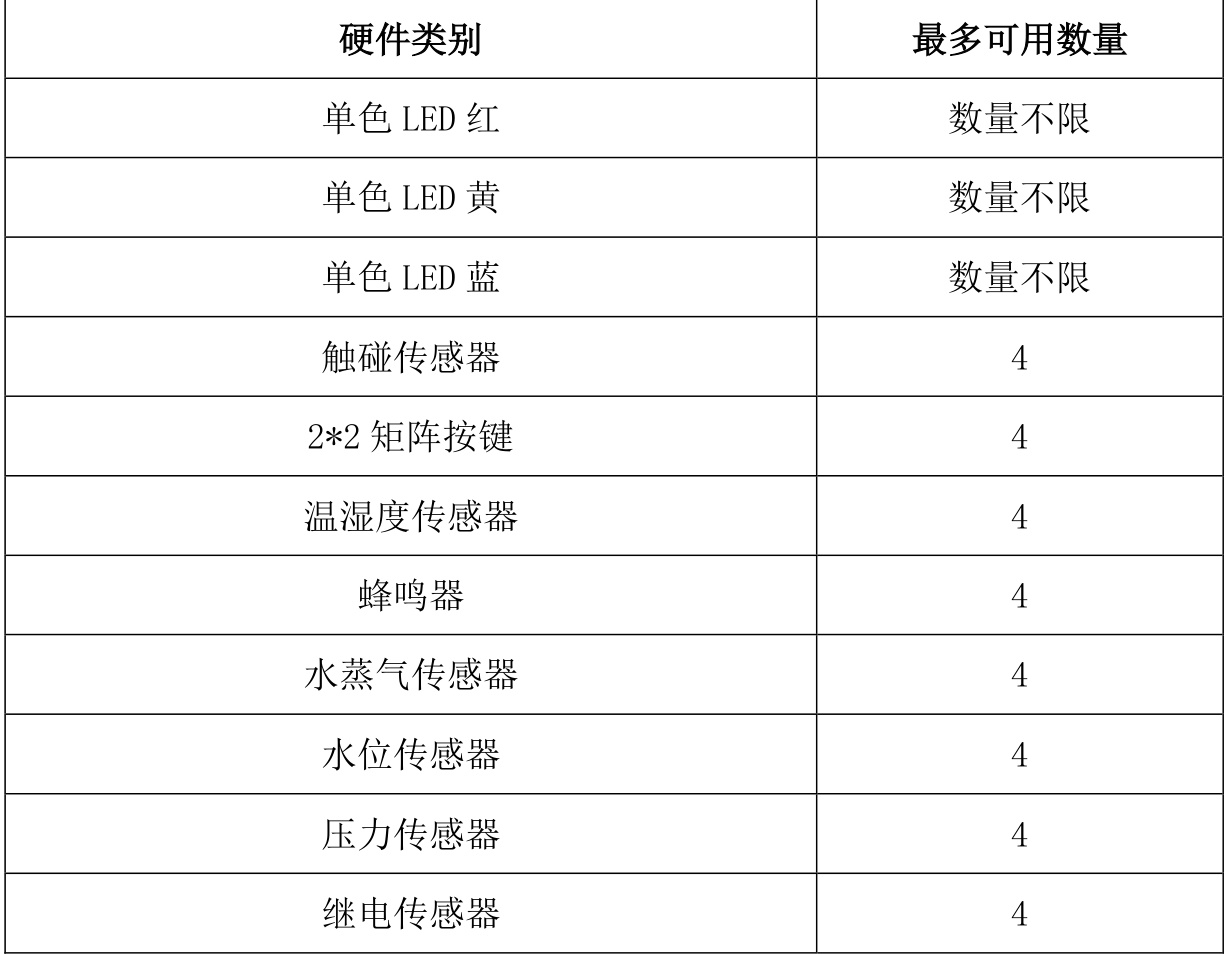 硬件类别 最多可用数量
单色 LED 红 数量不限
单色 LED 黄 数量不限
单色 LED 蓝 数量不限
触碰传感器 4
2*2 矩阵按键 4
温湿度传感器 4
蜂鸣器 4
水蒸气传感器 4
水位传感器 4
压力传感器 4
继电传感器 4